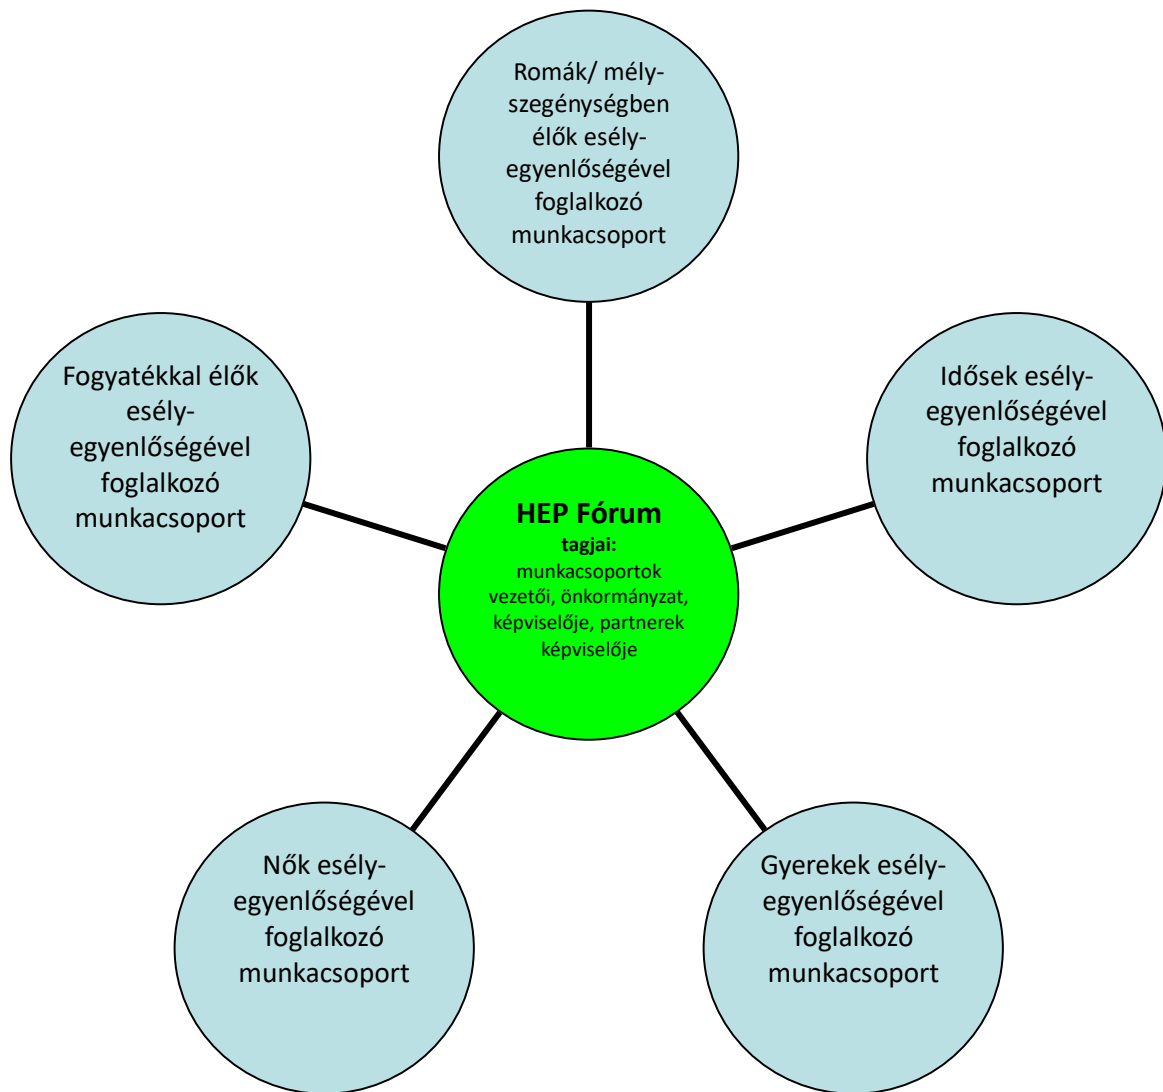 Romák/ mély-
szegénységben
élők esély-
egyenlőségével
foglalkozó
munkacsoport
Fogyatékkal élők
esély-
egyenlőségével
foglalkozó
munkacsoport
Idősek esély-
egyenlőségével
foglalkozó
munkacsoport
HEP Fórum
tagjai:
munkacsoportok
vezetői, önkormányzat,
képviselője, partnerek
képviselője
Nők esély-
egyenlőségével
foglalkozó
munkacsoport
Gyerekek esély-
egyenlőségével
foglalkozó
munkacsoport